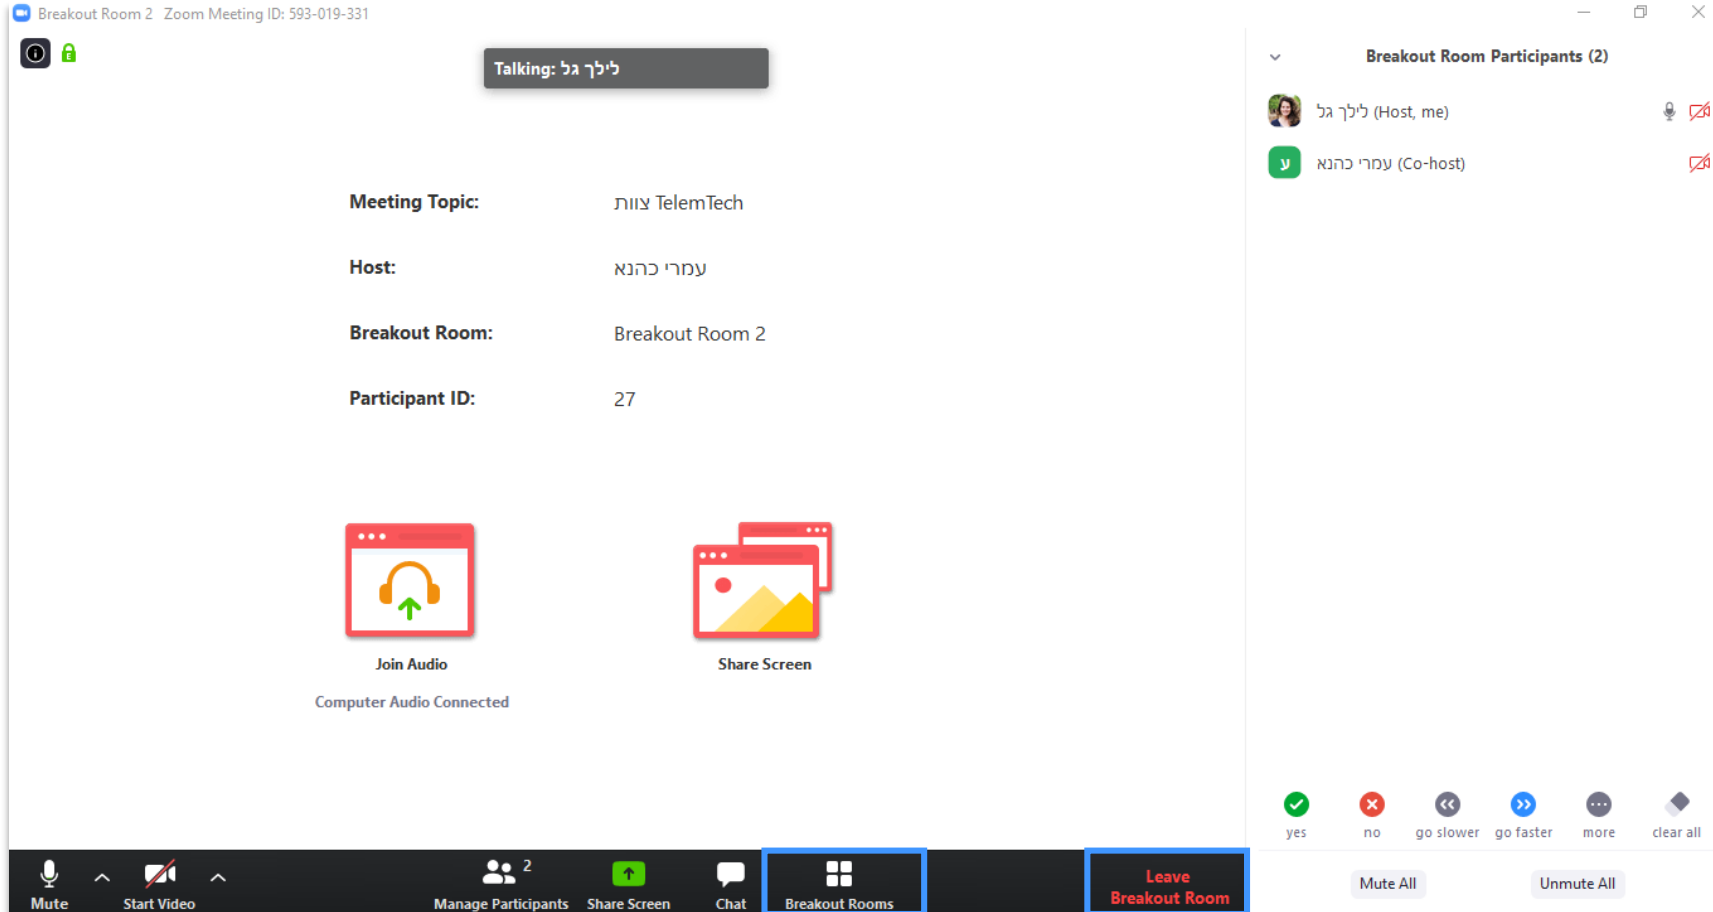 Breakout Room 2 Zoom Meeting ID: 593-019-331
Talking: לילך גל
Meeting Topic: צוות TelemTech
Host: עמרי כהנא
Breakout Room: Breakout Room 2
Participant ID: 27
Join Audio
Share Screen
Computer Audio Connected
Breakout Room Participants (2)
לילך גל (Host, me)
ע
עמרי כהנא (Co-host)
yes
no
go slower
go faster
more
clear all
Mute All
Unmute All
Mute
Start Video
2
Manage Participants
Share Screen
Chat
Breakout Rooms
Leave
Breakout Room